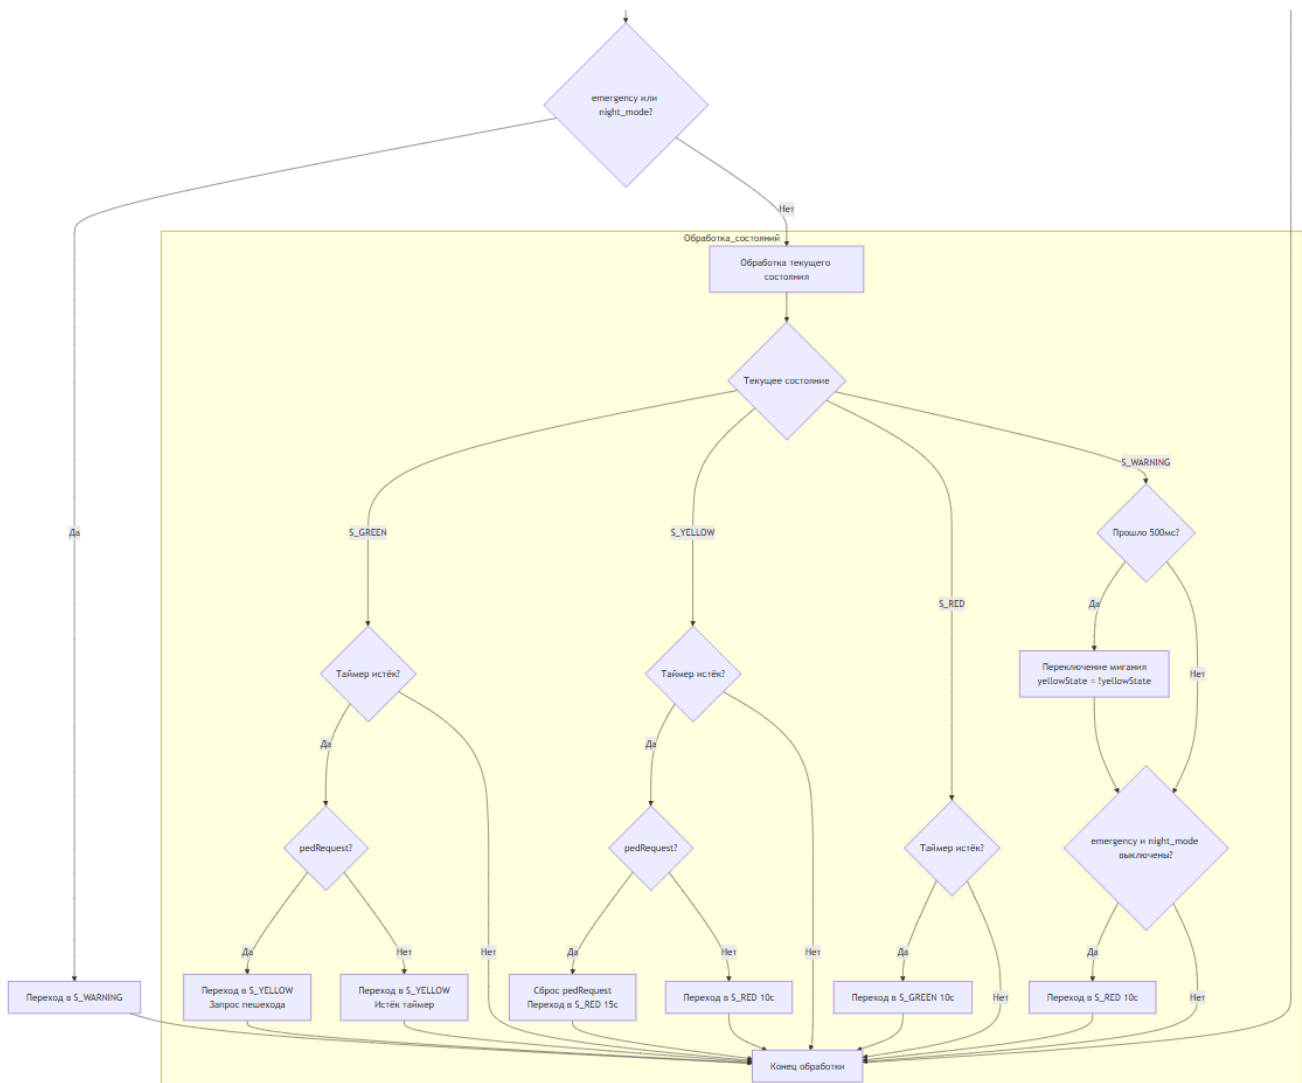 emergency или
night_mode?
Нет
Обработка_состояний
Обработка текущего
состояния
Текущее состояние
S_WARNING
Да
S_GREEN
S_YELLOW
Прошло 500мс?
Да
S_RED
Таймер истёк?
Таймер истёк?
Переключение мигания
yellowState = !yellowState
Нет
Да
Да
pedRequest?
pedRequest?
Таймер истёк?
emergency и night_mode
выключены?
Да
Нет
Нет
Да
Нет
Нет
Да
Да
Переход в S_WARNING
Переход в S_YELLOW
Запрос пешехода
Переход в S_YELLOW
Истёк таймер
Сброс pedRequest
Переход в S_RED 15с
Переход в S_RED 10с
Переход в S_GREEN 10с
Нет
Переход в S_RED 10с
Нет
Конец обработки